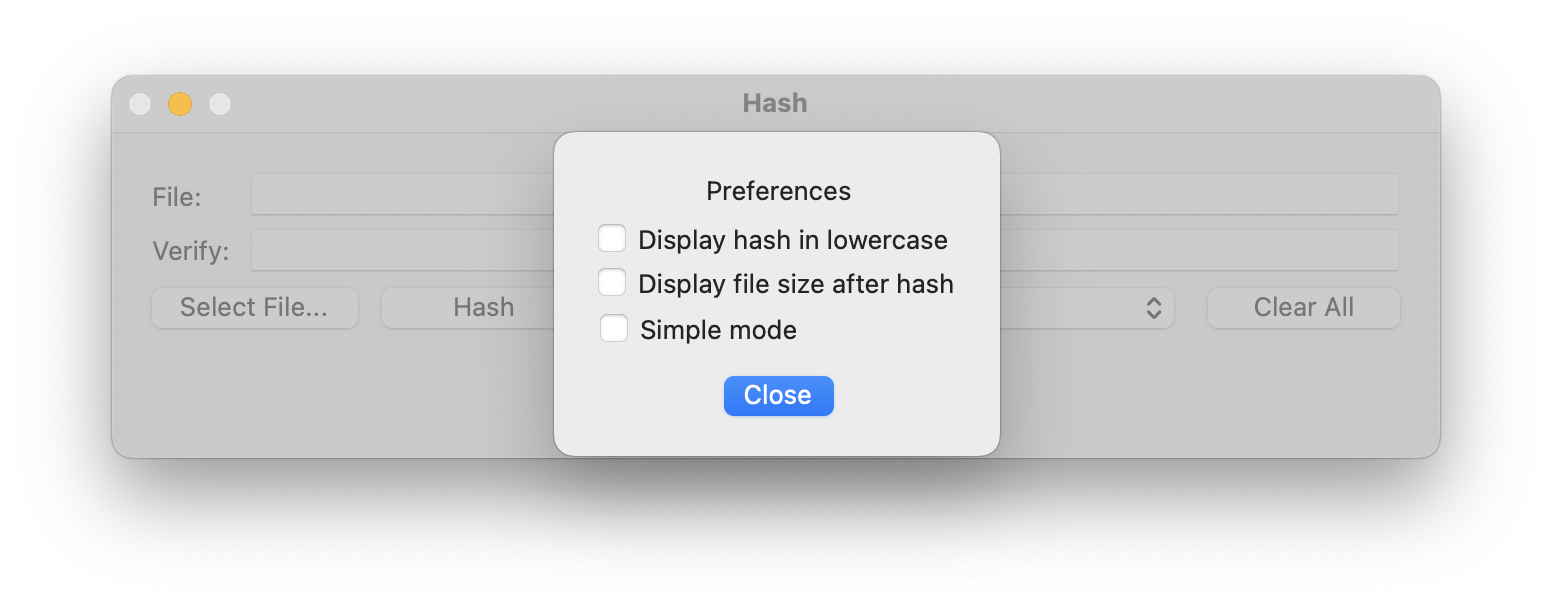 Hash
File:
Verify:
Select File...
Hash
Clear All
Preferences
Display hash in lowercase
Display file size after hash
Simple mode
Close